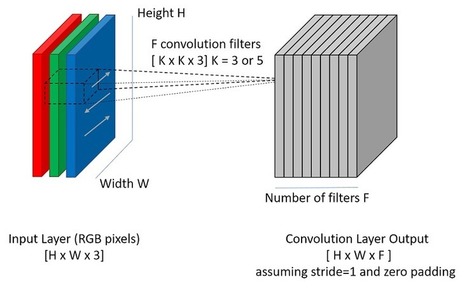 Height H
F convolution filters
[ K x K x 3] K = 3 or 5
Width W
Number of filters F
Input Layer (RGB pixels)
[H x W x 3]
Convolution Layer Output
[ H x W x F ]
assuming stride=1 and zero padding